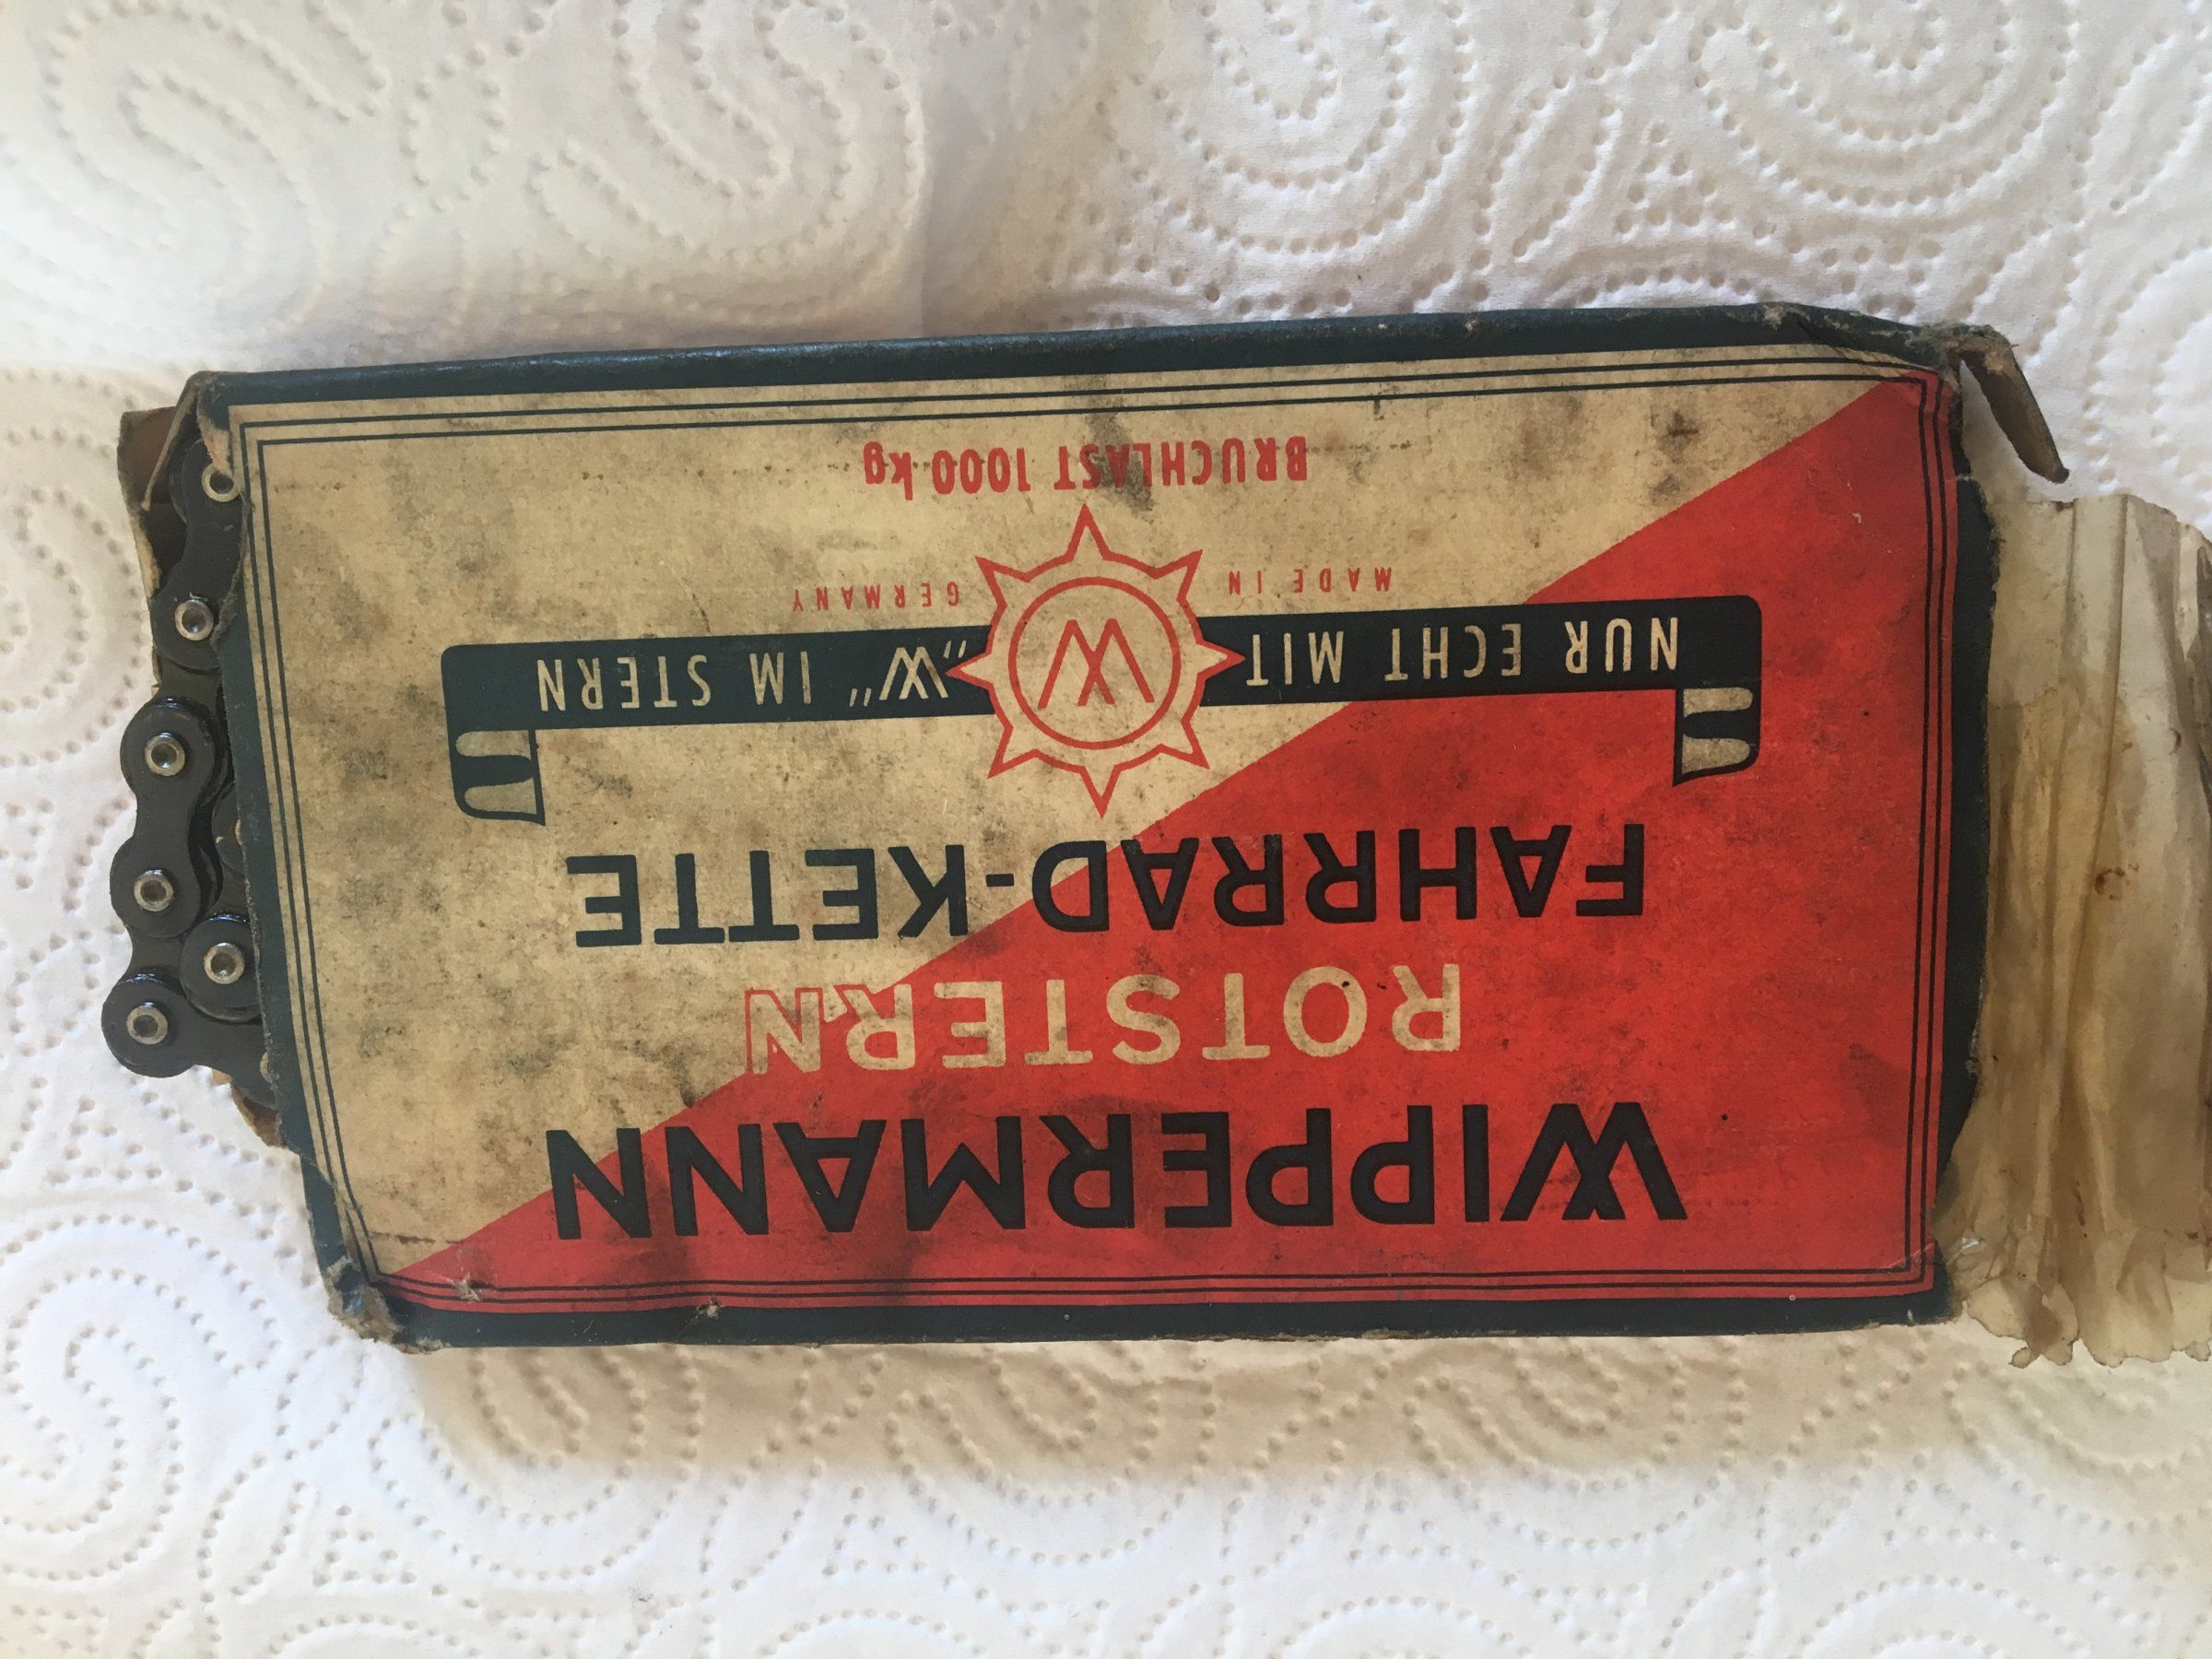 WIPPERMANN
ROTSTERN
FAHRRAD-KETTE
NUR ECHT MIT „W“ IM STERN
W
MADE IN GERMANY
BRUCHLAST 1000 kg